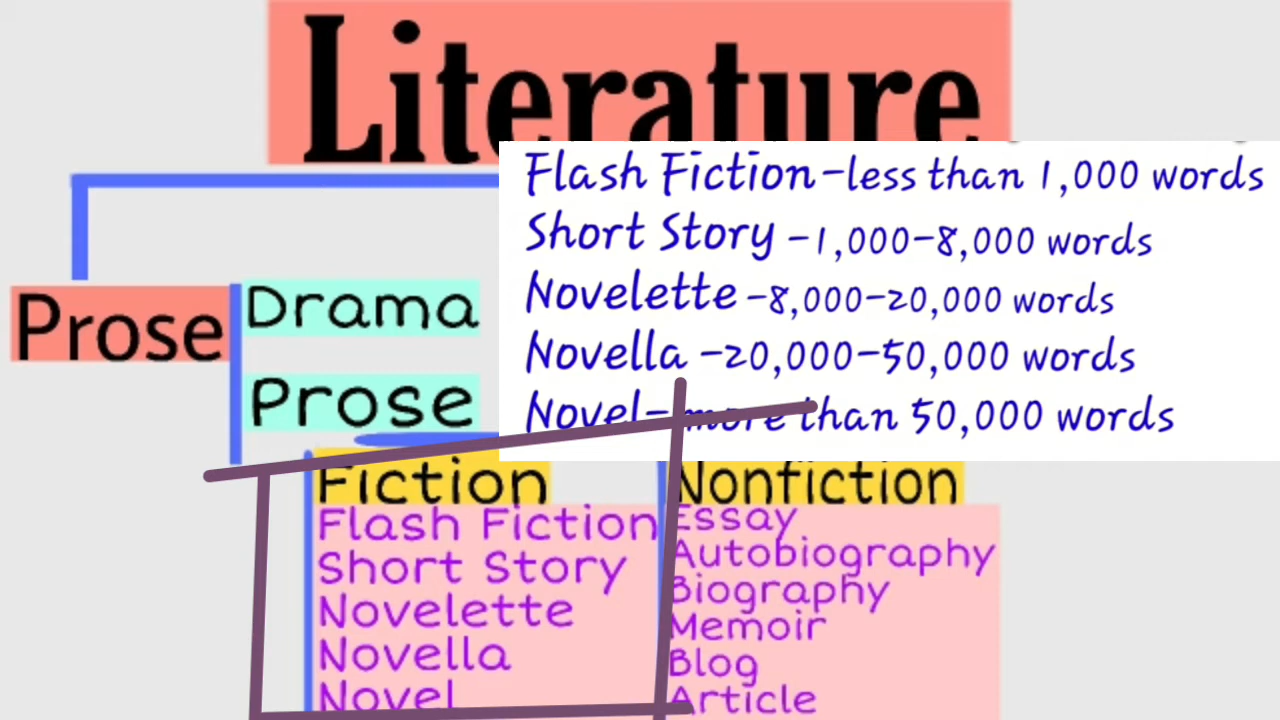 Literature
Flash Fiction-less than 1,000 words
Short Story -1,000-8,000 words
Novelette -8,000-20,000 words
Novella -20,000-50,000 words
Novel- more than 50,000 words
Prose
Drama
Prose
Fiction
Flash Fiction
Short Story
Novelette
Novella
Novel
Nonfiction
Essay
Autobiography
Biography
Memoir
Blog
Article